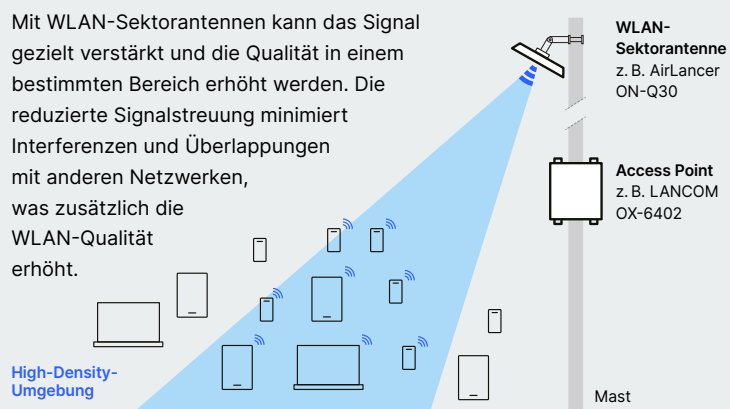 Mit WLAN-Sektorantennen kann das Signal
gezielt verstärkt und die Qualität in einem
bestimmten Bereich erhöht werden. Die
reduzierte Signalstreuung minimiert
Interferenzen und Überlappungen
mit anderen Netzwerken,
was zusätzlich die
WLAN-Qualität
erhöht.
WLAN-
Sektorantenne
z. B. AirLancer
ON-Q30
Access Point
z. B. LANCOM
OX-6402
High-Density-
Umgebung
Mast